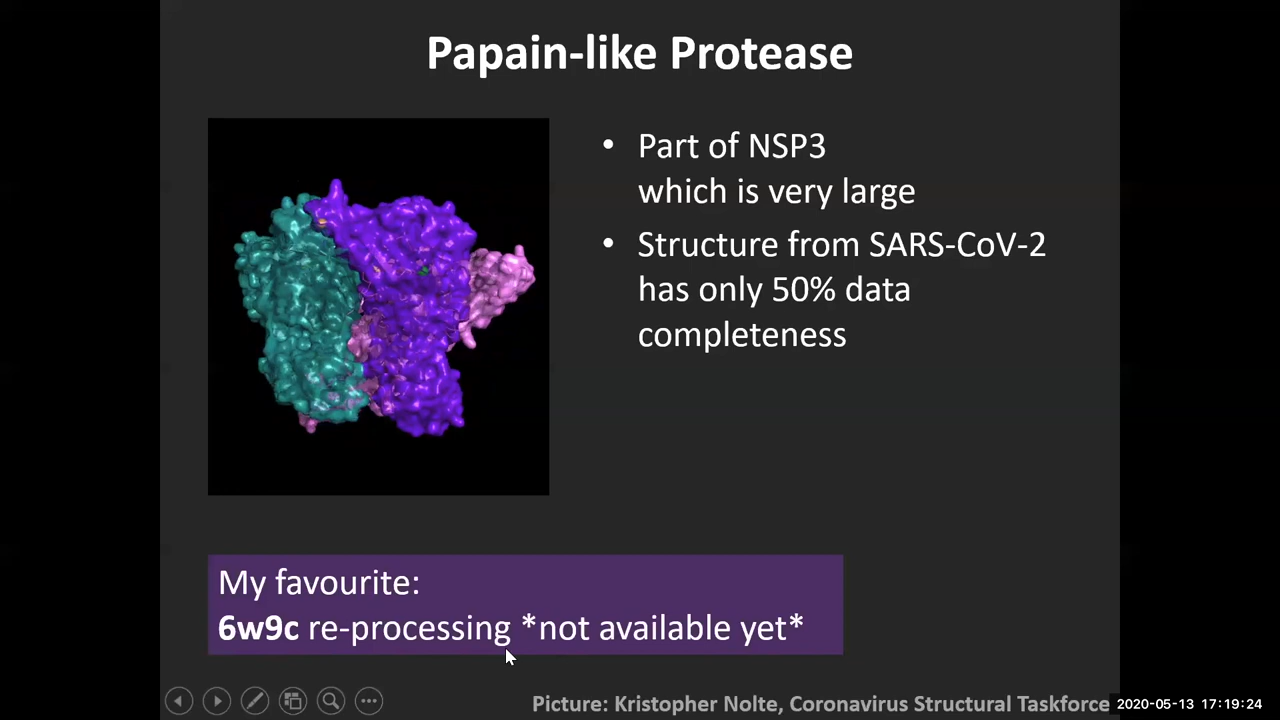 Papain-like Protease
• Part of NSP3
which is very large
• Structure from SARS-CoV-2
has only 50% data
completeness
My favourite:
6w9c re-processing *not available yet*
Picture: Kristopher Nolte, Coronavirus Structural Taskforce
2020-05-13 17:19:24